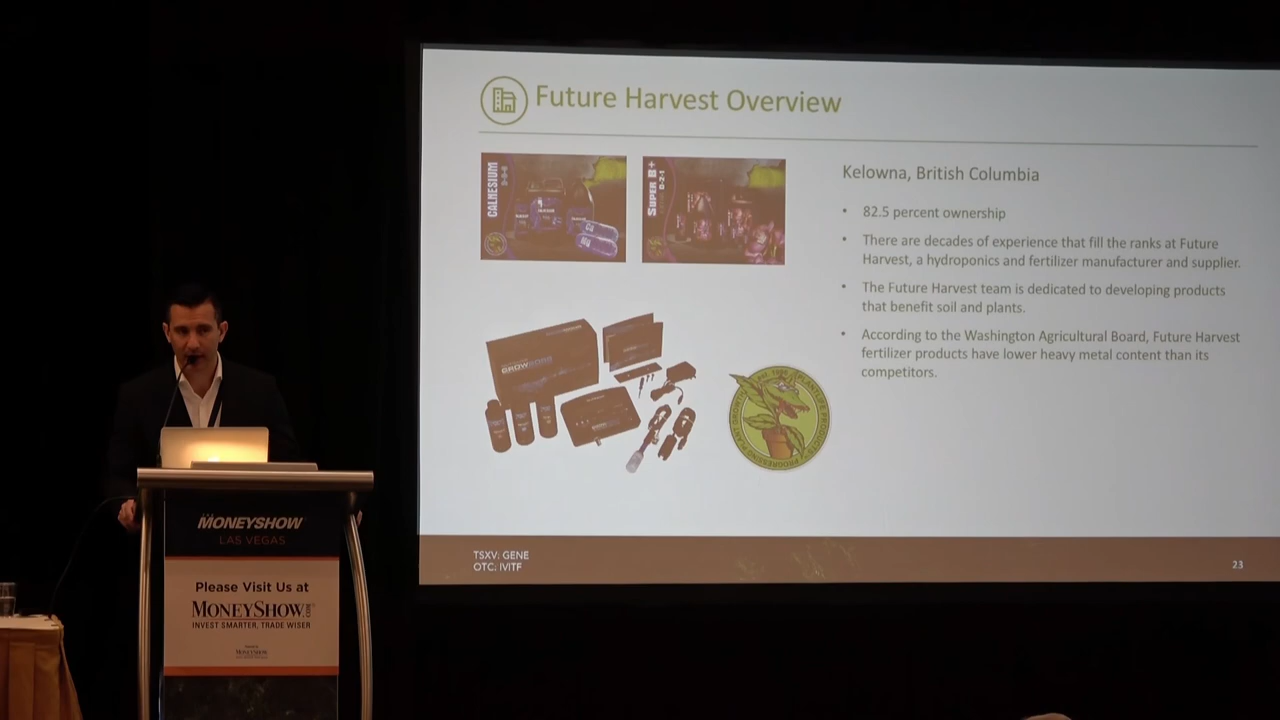 Future Harvest Overview
CALNESIUM
SUPER B+
Kelowna, British Columbia
• 82.5 percent ownership
• There are decades of experience that fill the ranks at Future
Harvest, a hydroponics and fertilizer manufacturer and supplier.
• The Future Harvest team is dedicated to developing products
that benefit soil and plants.
• According to the Washington Agricultural Board, Future Harvest
fertilizer products have lower heavy metal content than its
competitors.
TSXV: GENE
OTC: IVITF
23
MONEYSHOW
LAS VEGAS
Please Visit Us at
MONEYSHOW.COM
INVEST SMARTER, TRADE WISER
MONEYSHOW